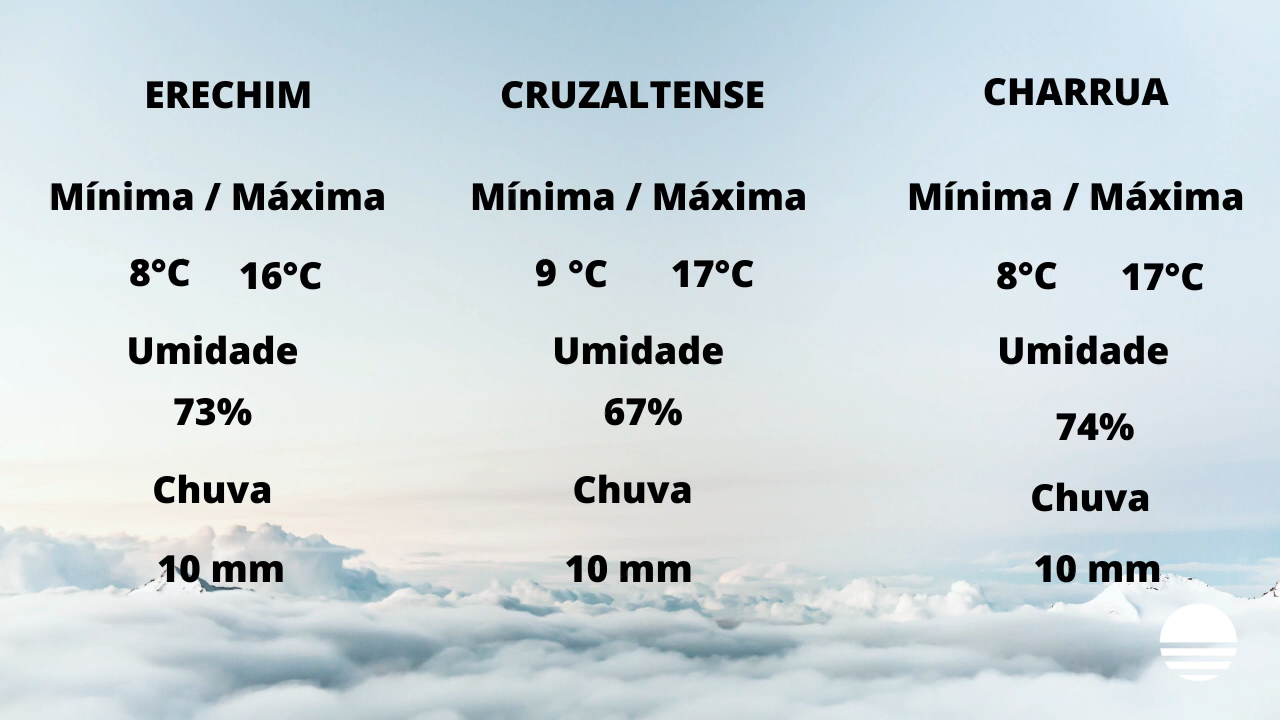 ERECHIM
Mínima / Máxima
8°C 16°C
Umidade
73%
Chuva
10 mm
CRUZALTENSE
Mínima / Máxima
9 °C 17°C
Umidade
67%
Chuva
10 mm
CHARRUA
Mínima / Máxima
8°C 17°C
Umidade
74%
Chuva
10 mm